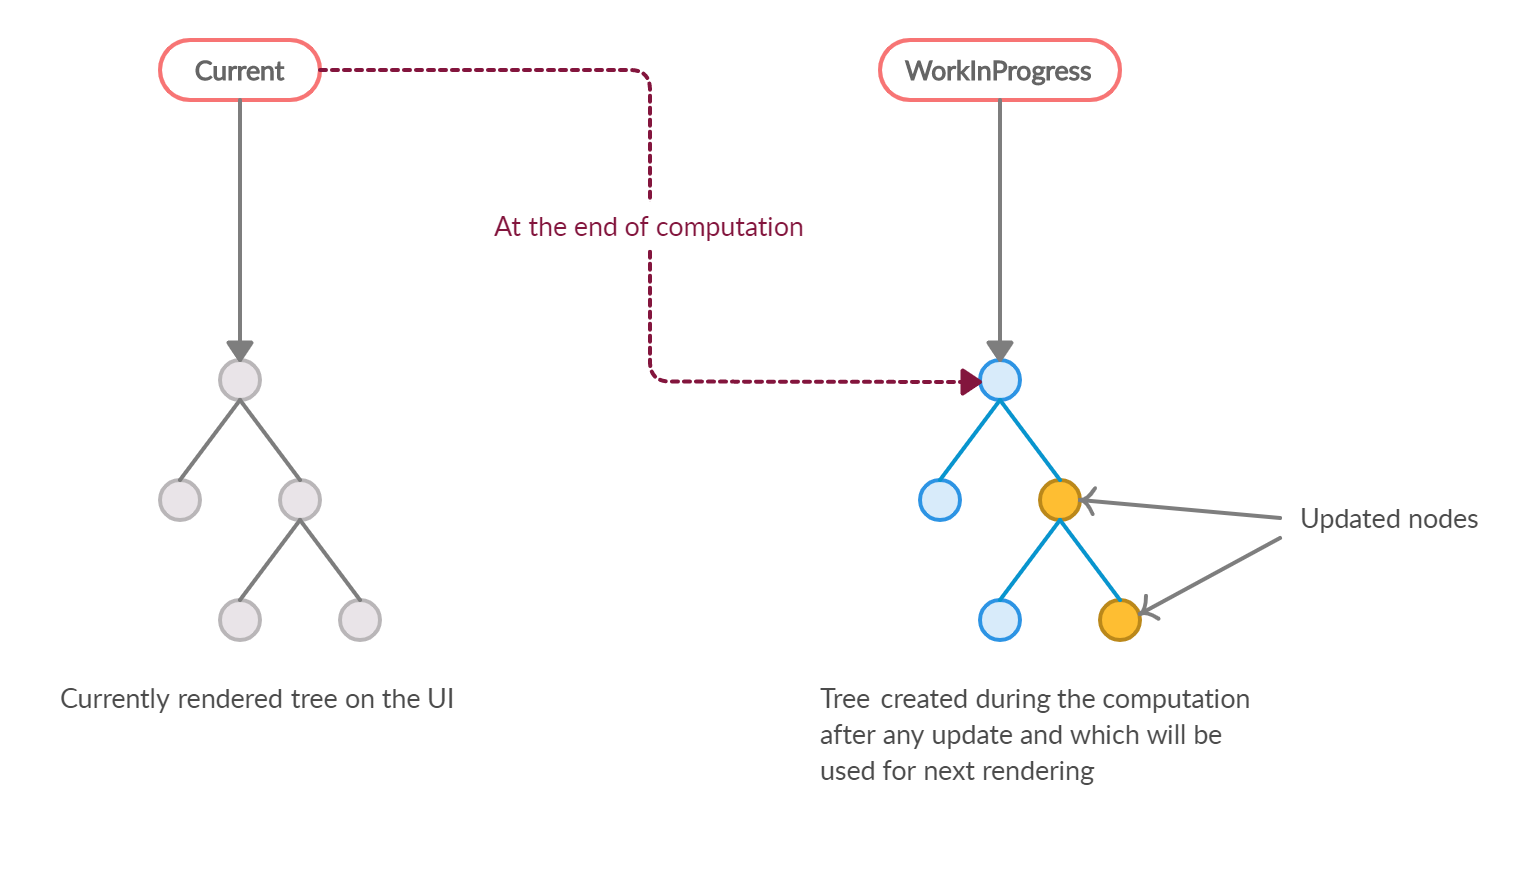 Current
WorkInProgress
At the end of computation
Updated nodes
Currently rendered tree on the UI
Tree created during the computation
after any update and which will be
used for next rendering